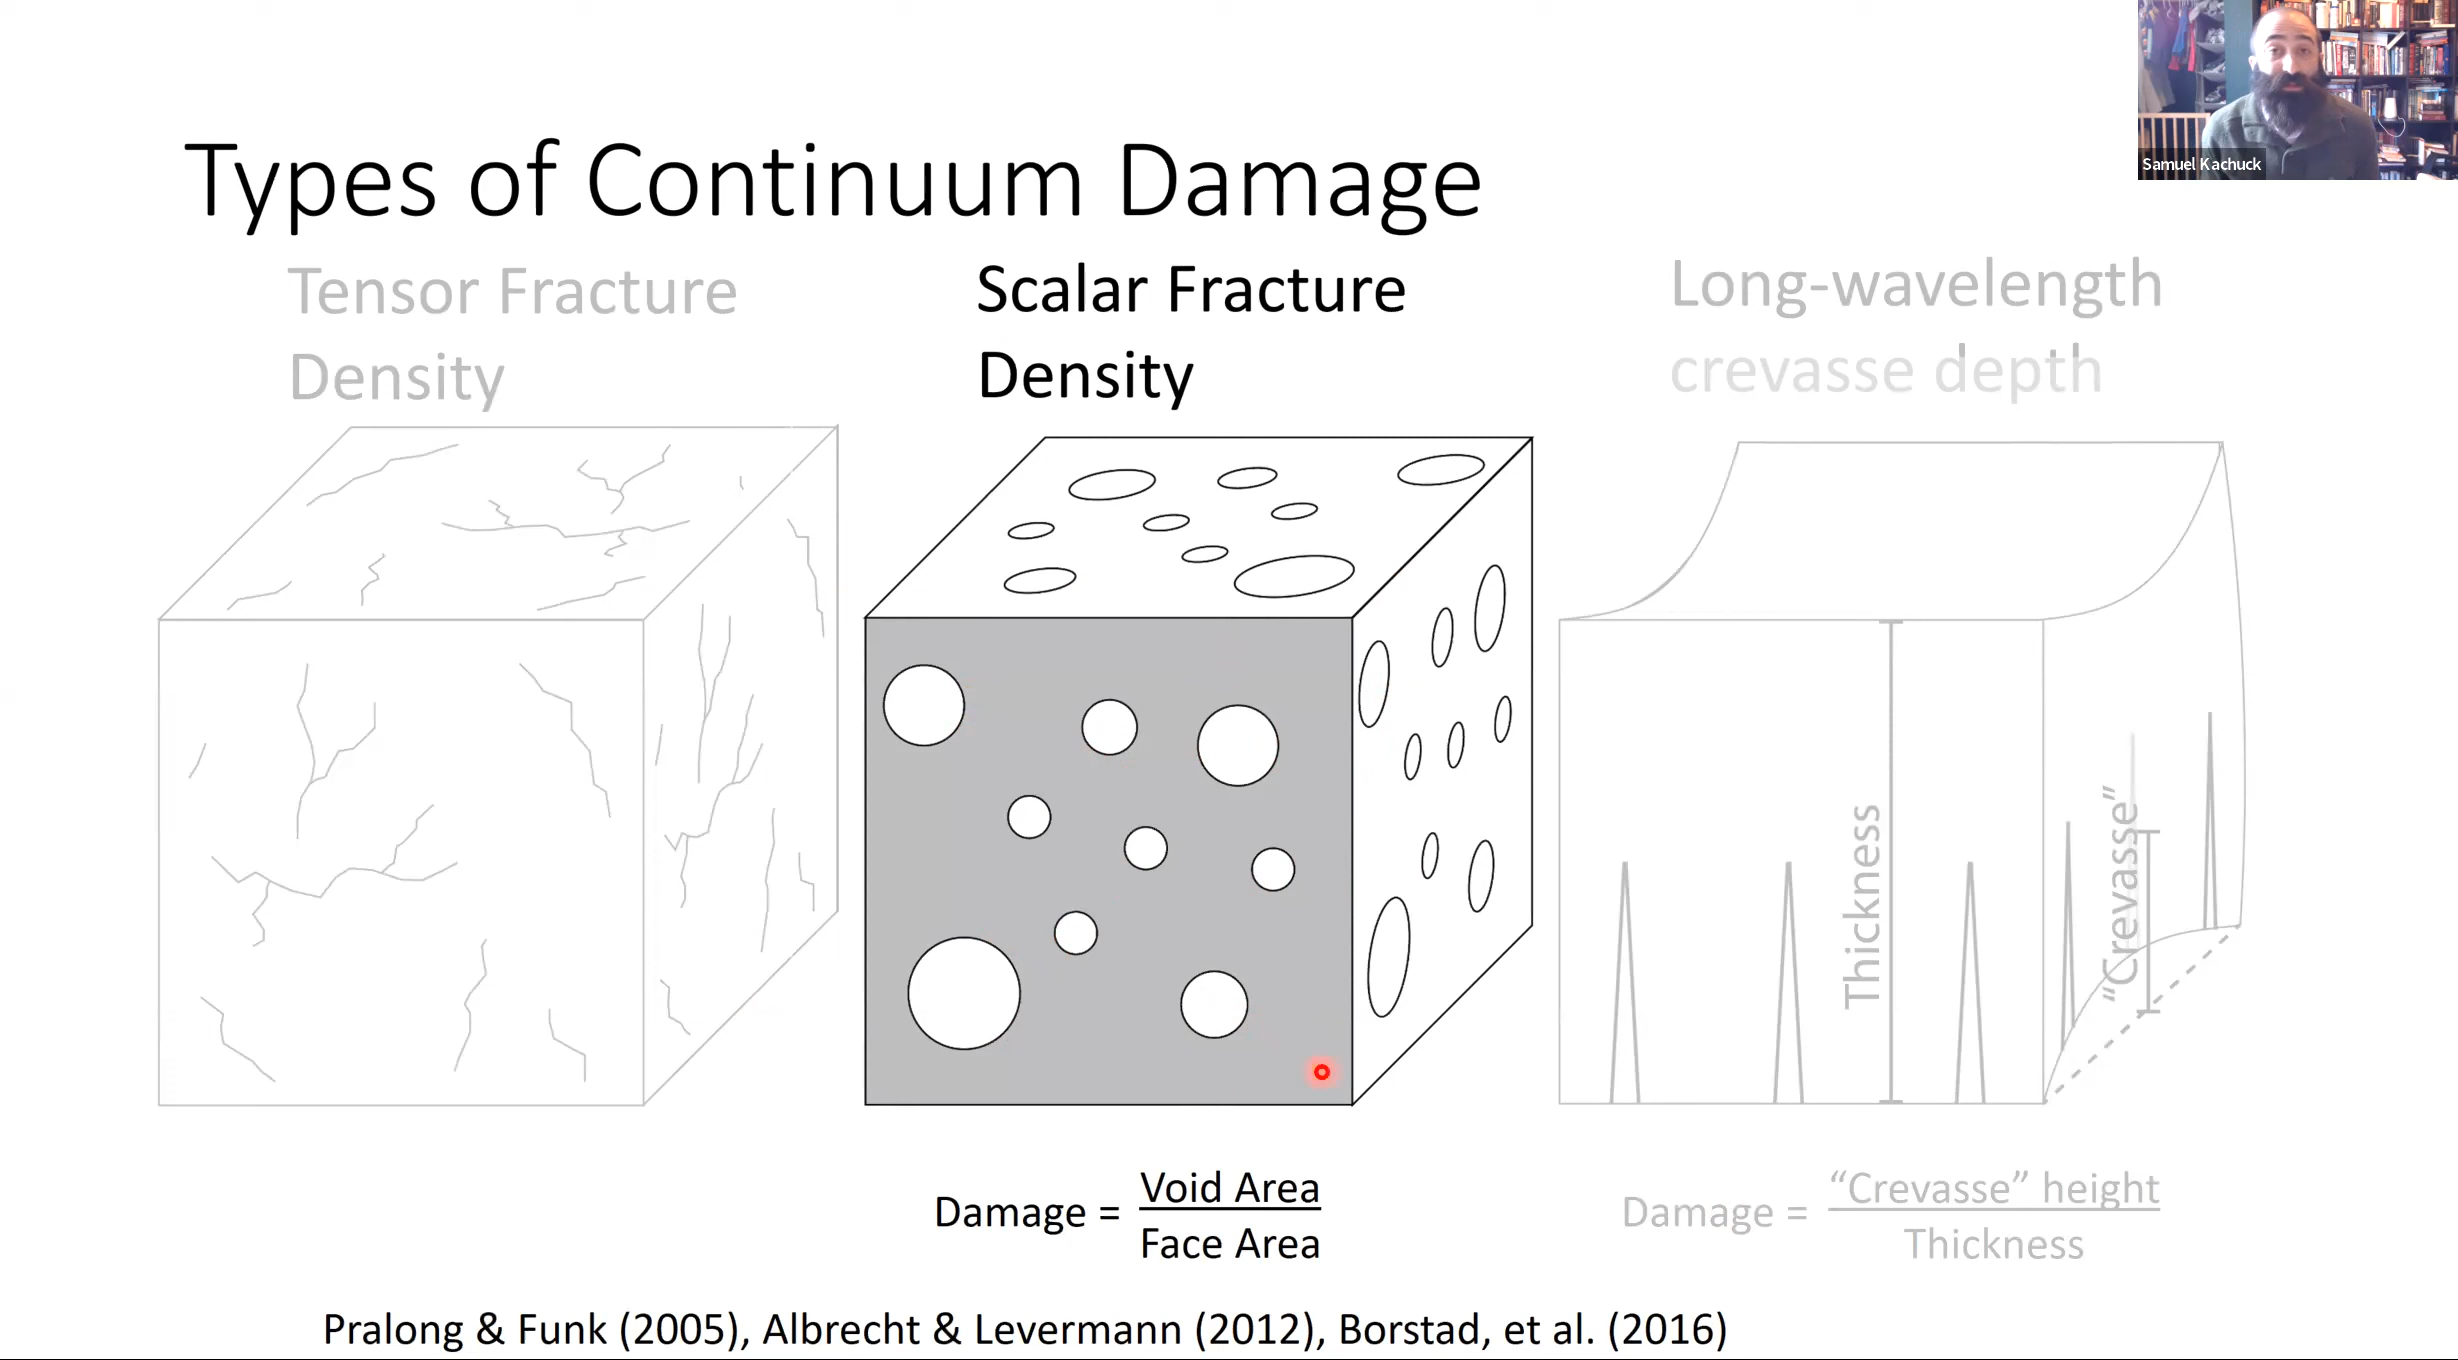 Samuel Kachuck
Types of Continuum Damage
Tensor Fracture
Density
Scalar Fracture
Density
Long-wavelength
crevasse depth
Thickness
“Crevasse”
Damage = Void Area
Face Area
Damage = “Crevasse” height
Thickness
Pralong & Funk (2005), Albrecht & Levermann (2012), Borstad, et al. (2016)